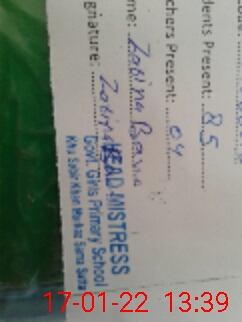 dents Present: 85
chers Present: 04
me: Zobina Bano
gnature: Zobina
HEAD MISTRESS
Govt. Girls Primary School
17-01-22 13:39